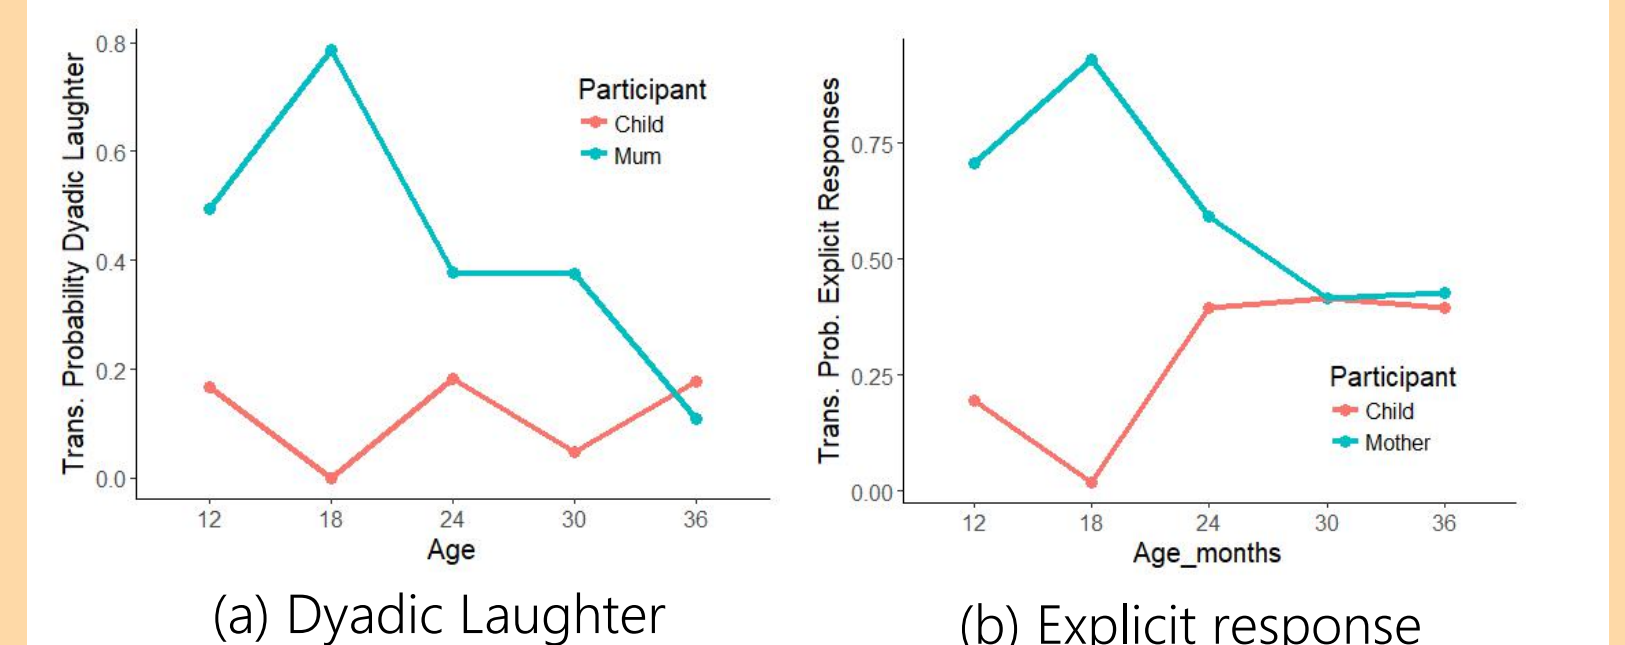 Trans. Probability Dyadic Laughter
0.8
0.6
0.4
0.2
0.0
Participant
Child
Mum
12 18 24 30 36
Age
(a) Dyadic Laughter
Trans. Prob. Explicit Responses
0.75
0.50
0.25
0.00
Participant
Child
Mother
12 18 24 30 36
Age_months
(b) Explicit response